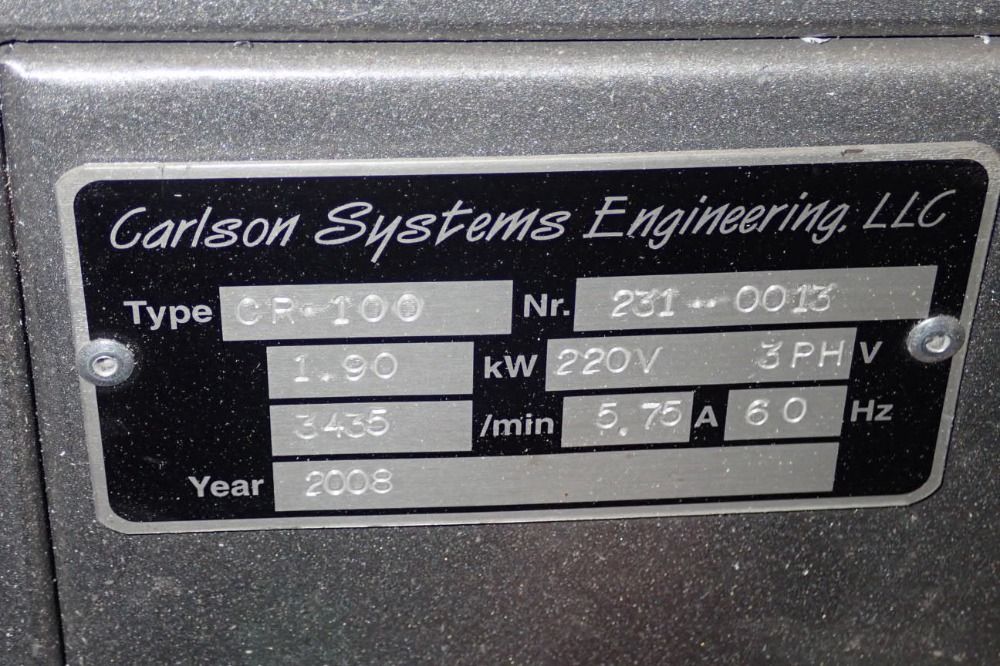 Carlson Systems Engineering, LLC
Type CR-100 Nr. 231-0013
1.90 kW 220V 3PH V
3435 /min 5.75 A 60 Hz
Year 2008